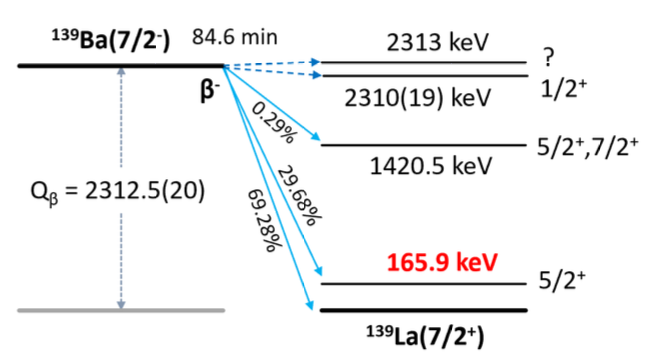 ¹³⁹Ba(7/2⁻) 84.6 min
2313 keV
?
β⁻
2310(19) keV
1/2⁺
0.29%
5/2⁺,7/2⁺
1420.5 keV
Qᵦ = 2312.5(20)
29.68%
69.28%
165.9 keV
5/2⁺
¹³⁹La(7/2⁺)